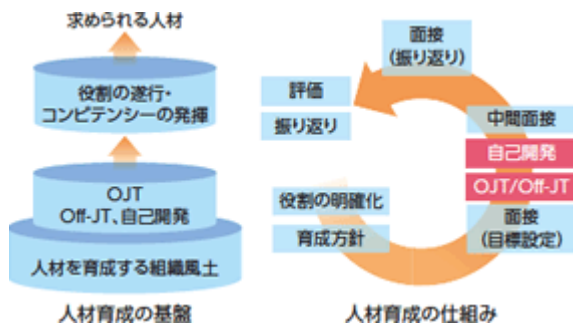 求められる人材
役割の遂行・
コンピテンシーの発揮
OJT
Off-JT、自己開発
人材を育成する組織風土
人材育成の基盤
面接
(振り返り)
評価
振り返り
中間面接
自己開発
OJT/Off-JT
役割の明確化
育成方針
面接
(目標設定)
人材育成の仕組み